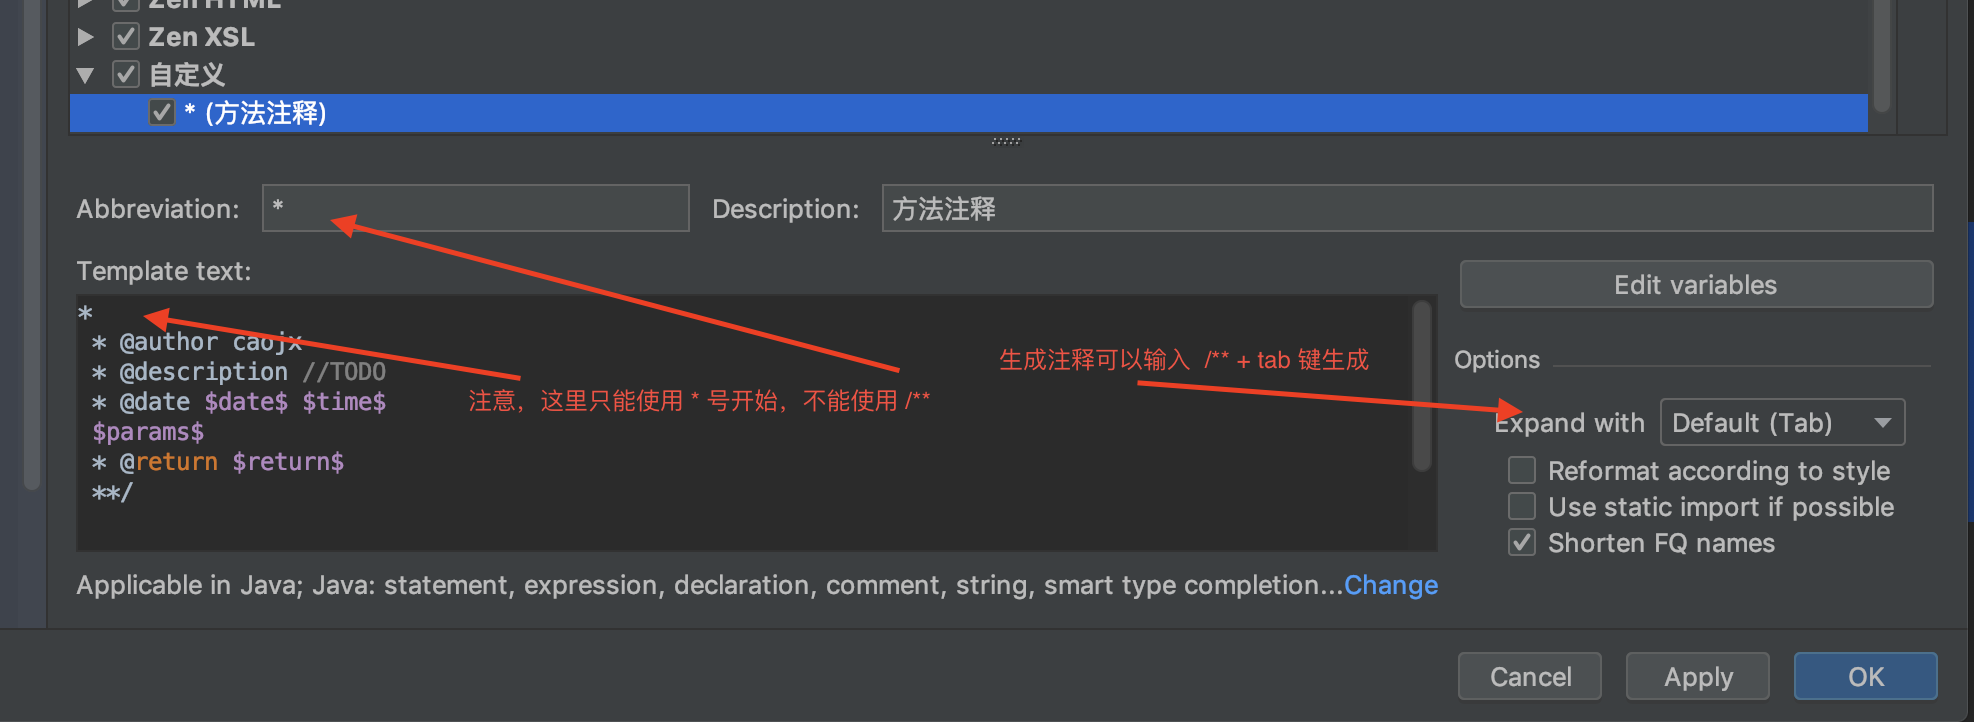 Zen HTML
Zen XSL
自定义
* (方法注释)
Abbreviation: *
Description: 方法注释
Template text:
Edit variables
*
* @author caojx
* @description //TODO
* @date $date$ $time$
$params$
* @return $return$
**/
注意，这里只能使用 * 号开始，不能使用 /**
生成注释可以输入 /** + tab 键生成
Options
Expand with Default (Tab)
Reformat according to style
Use static import if possible
Shorten FQ names
Applicable in Java; Java: statement, expression, declaration, comment, string, smart type completion...Change
Cancel
Apply
OK